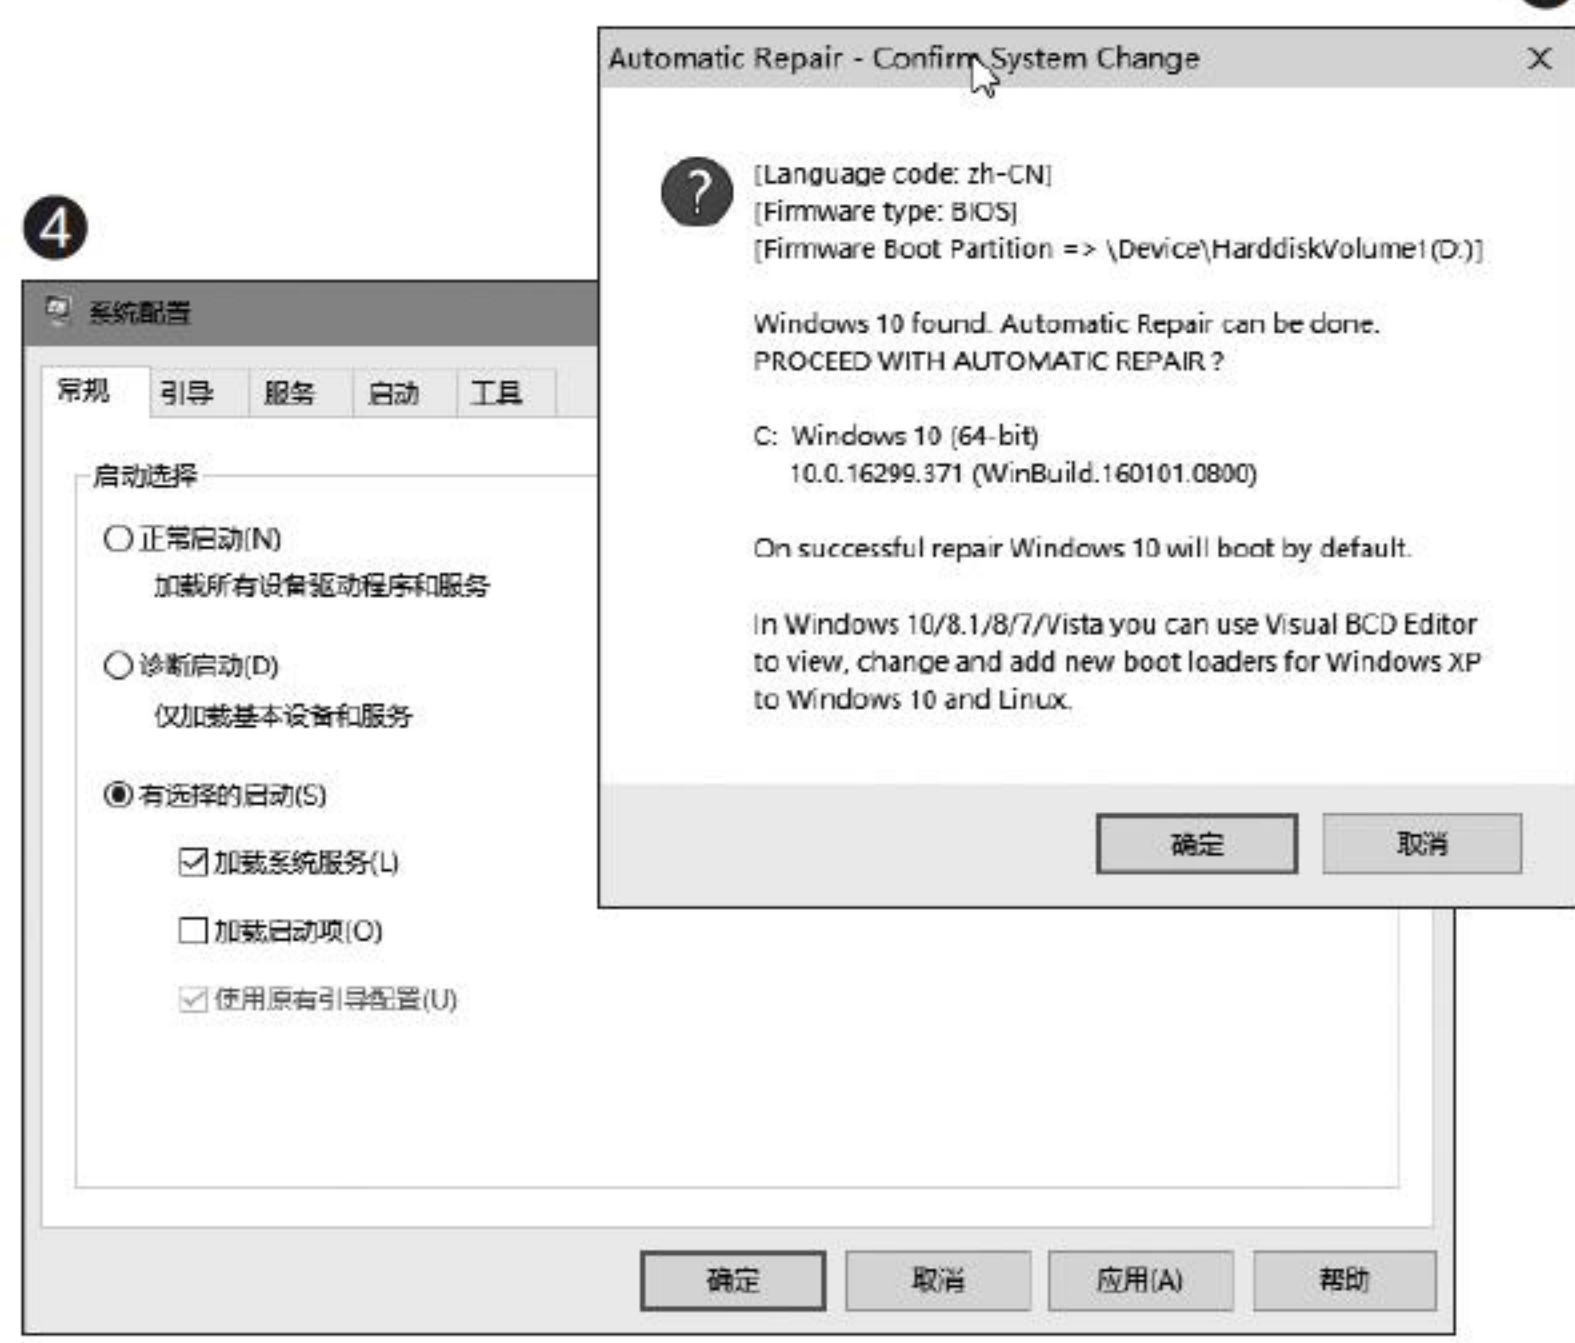 Automatic Repair - Confirm System Change
[Language code: zh-CN]
[Firmware type: BIOS]
[Firmware Boot Partition => \Device\HarddiskVolume1(D:)]
Windows 10 found. Automatic Repair can be done.
PROCEED WITH AUTOMATIC REPAIR ?
C: Windows 10 (64-bit)
10.0.16299.371 (WinBuild.160101.0800)
On successful repair Windows 10 will boot by default.
In Windows 10/8.1/8/7/Vista you can use Visual BCD Editor
to view, change and add new boot loaders for Windows XP
to Windows 10 and Linux.
确定 取消
4
系统配置
常规 引导 服务 启动 工具
启动选择
正常启动(N)
加载所有设备驱动程序和服务
诊断启动(D)
仅加载基本设备和服务
有选择的启动(S)
加载系统服务(L)
加载启动项(O)
使用原有引导配置(U)
确定 取消 应用(A) 帮助